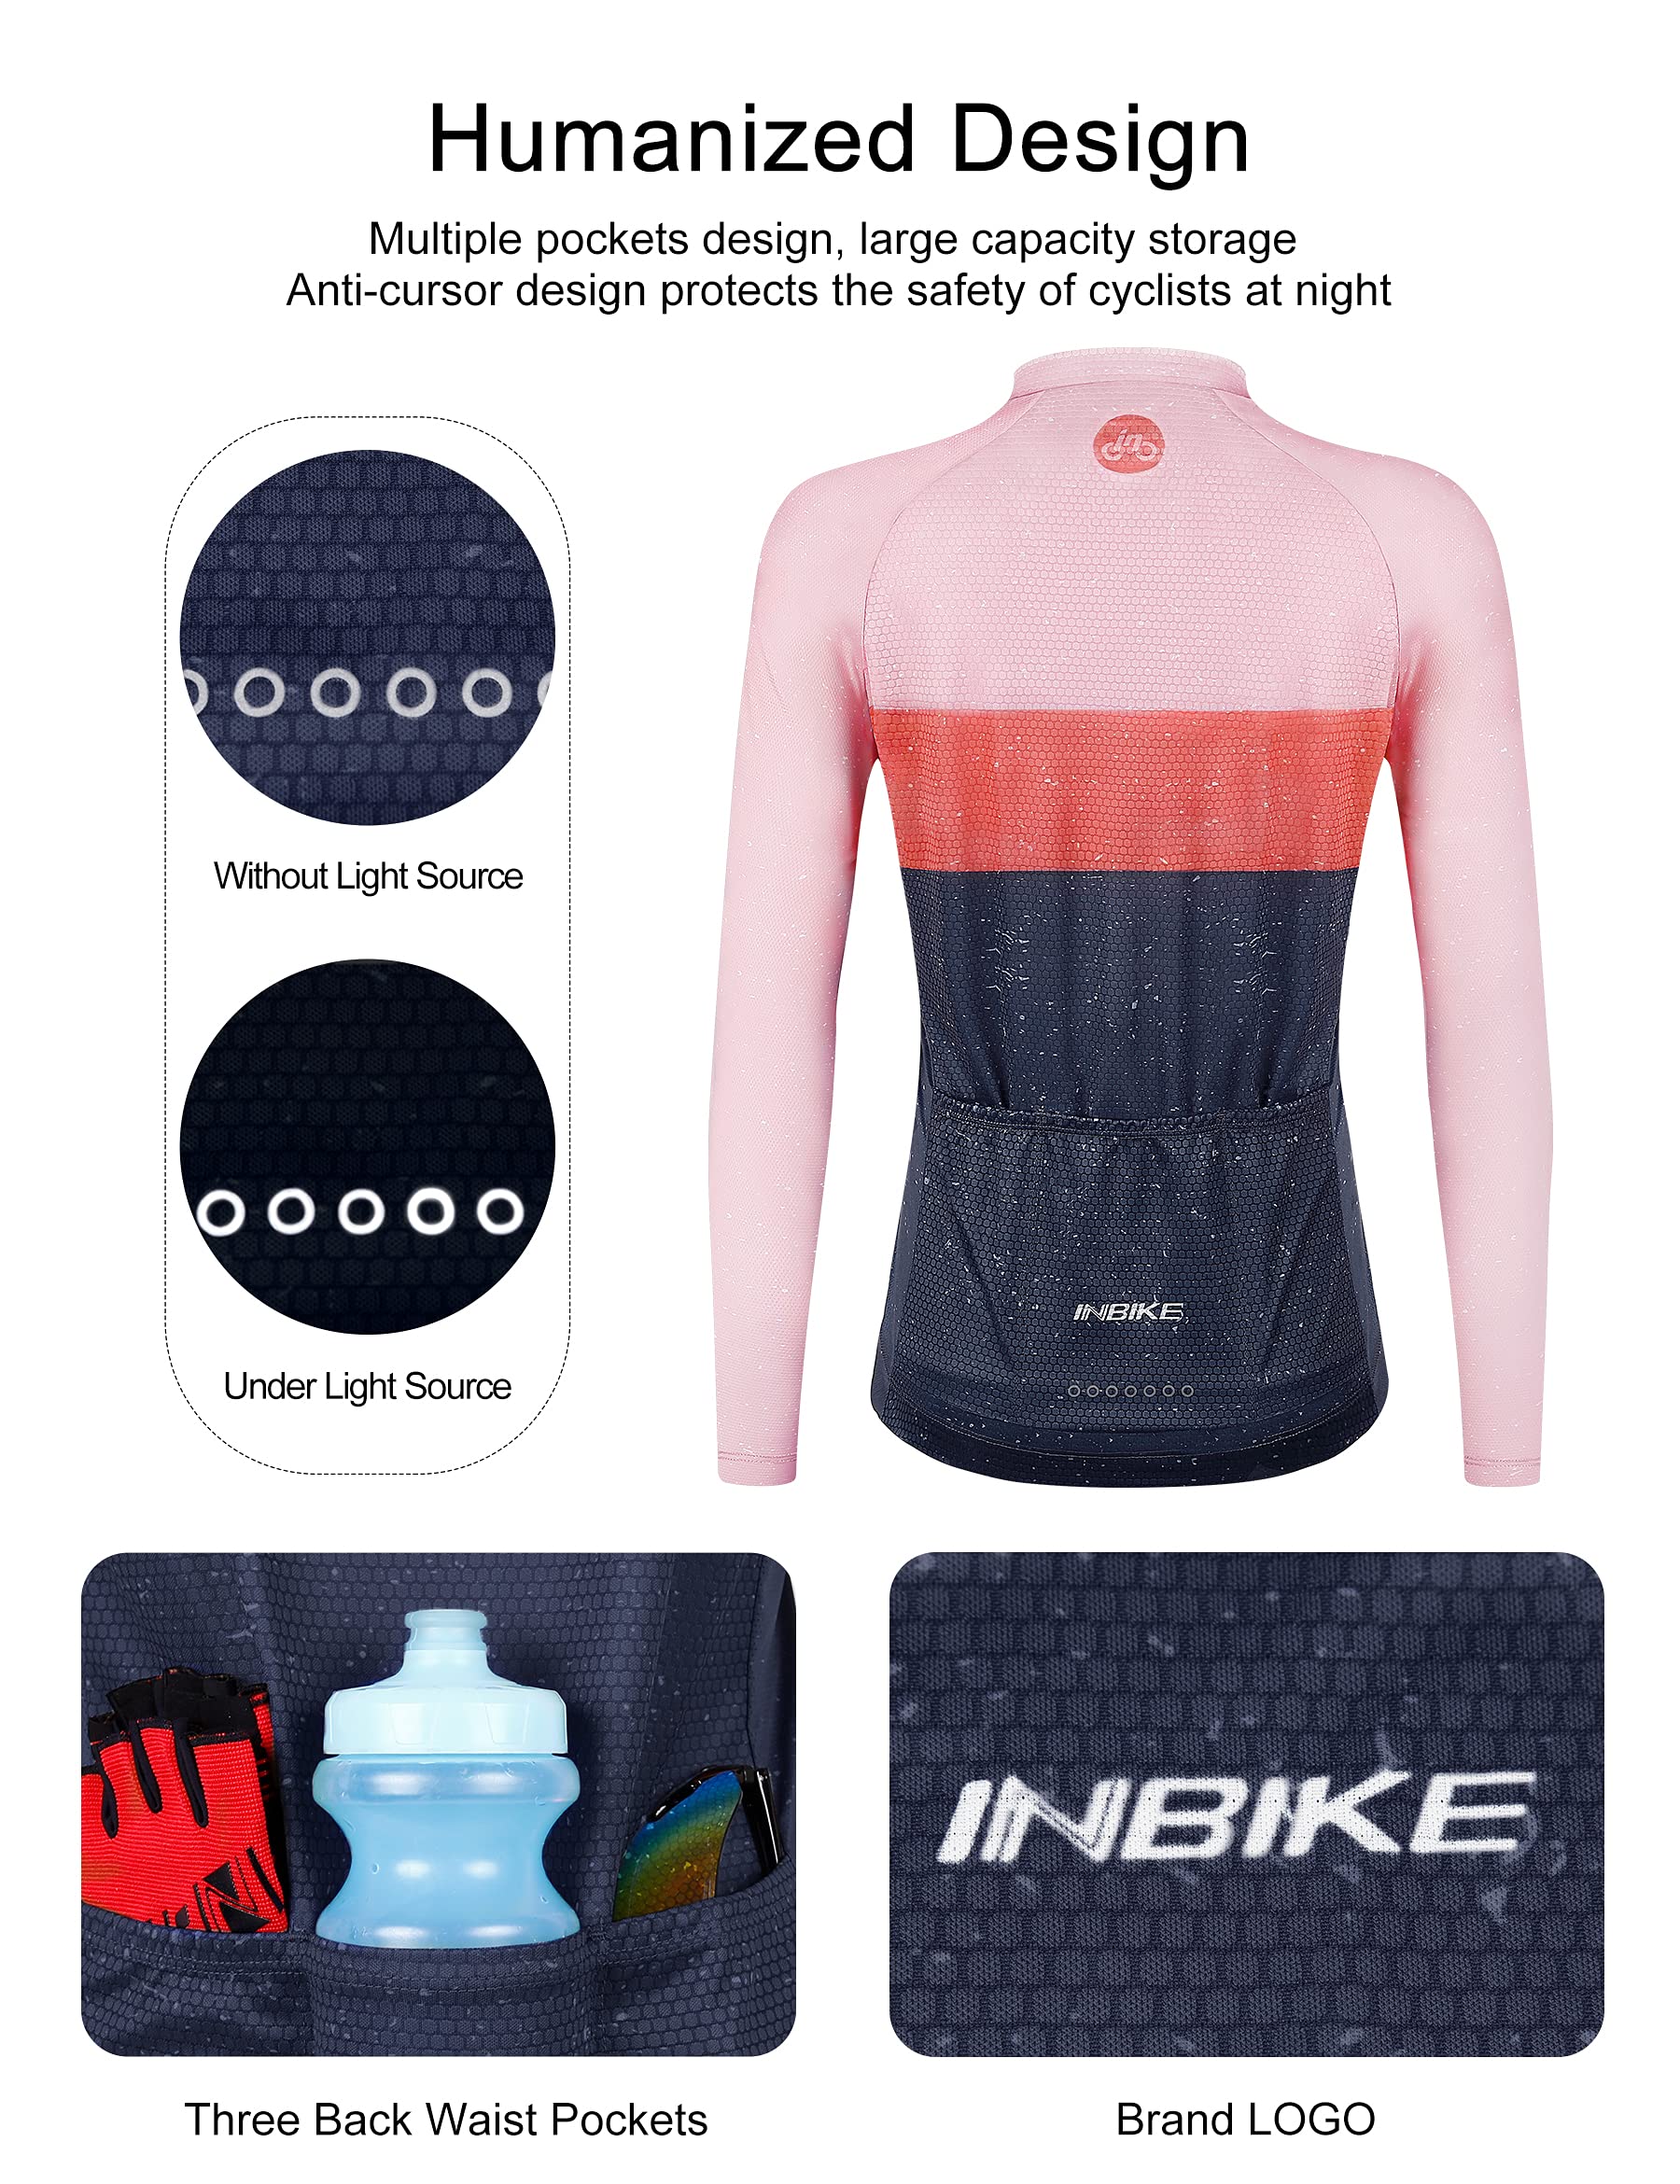 Humanized Design
Multiple pockets design, large capacity storage
Anti-cursor design protects the safety of cyclists at night
in
Without Light Source
Under Light Source
INBIKE
INBIKE
Three Back Waist Pockets
Brand LOGO